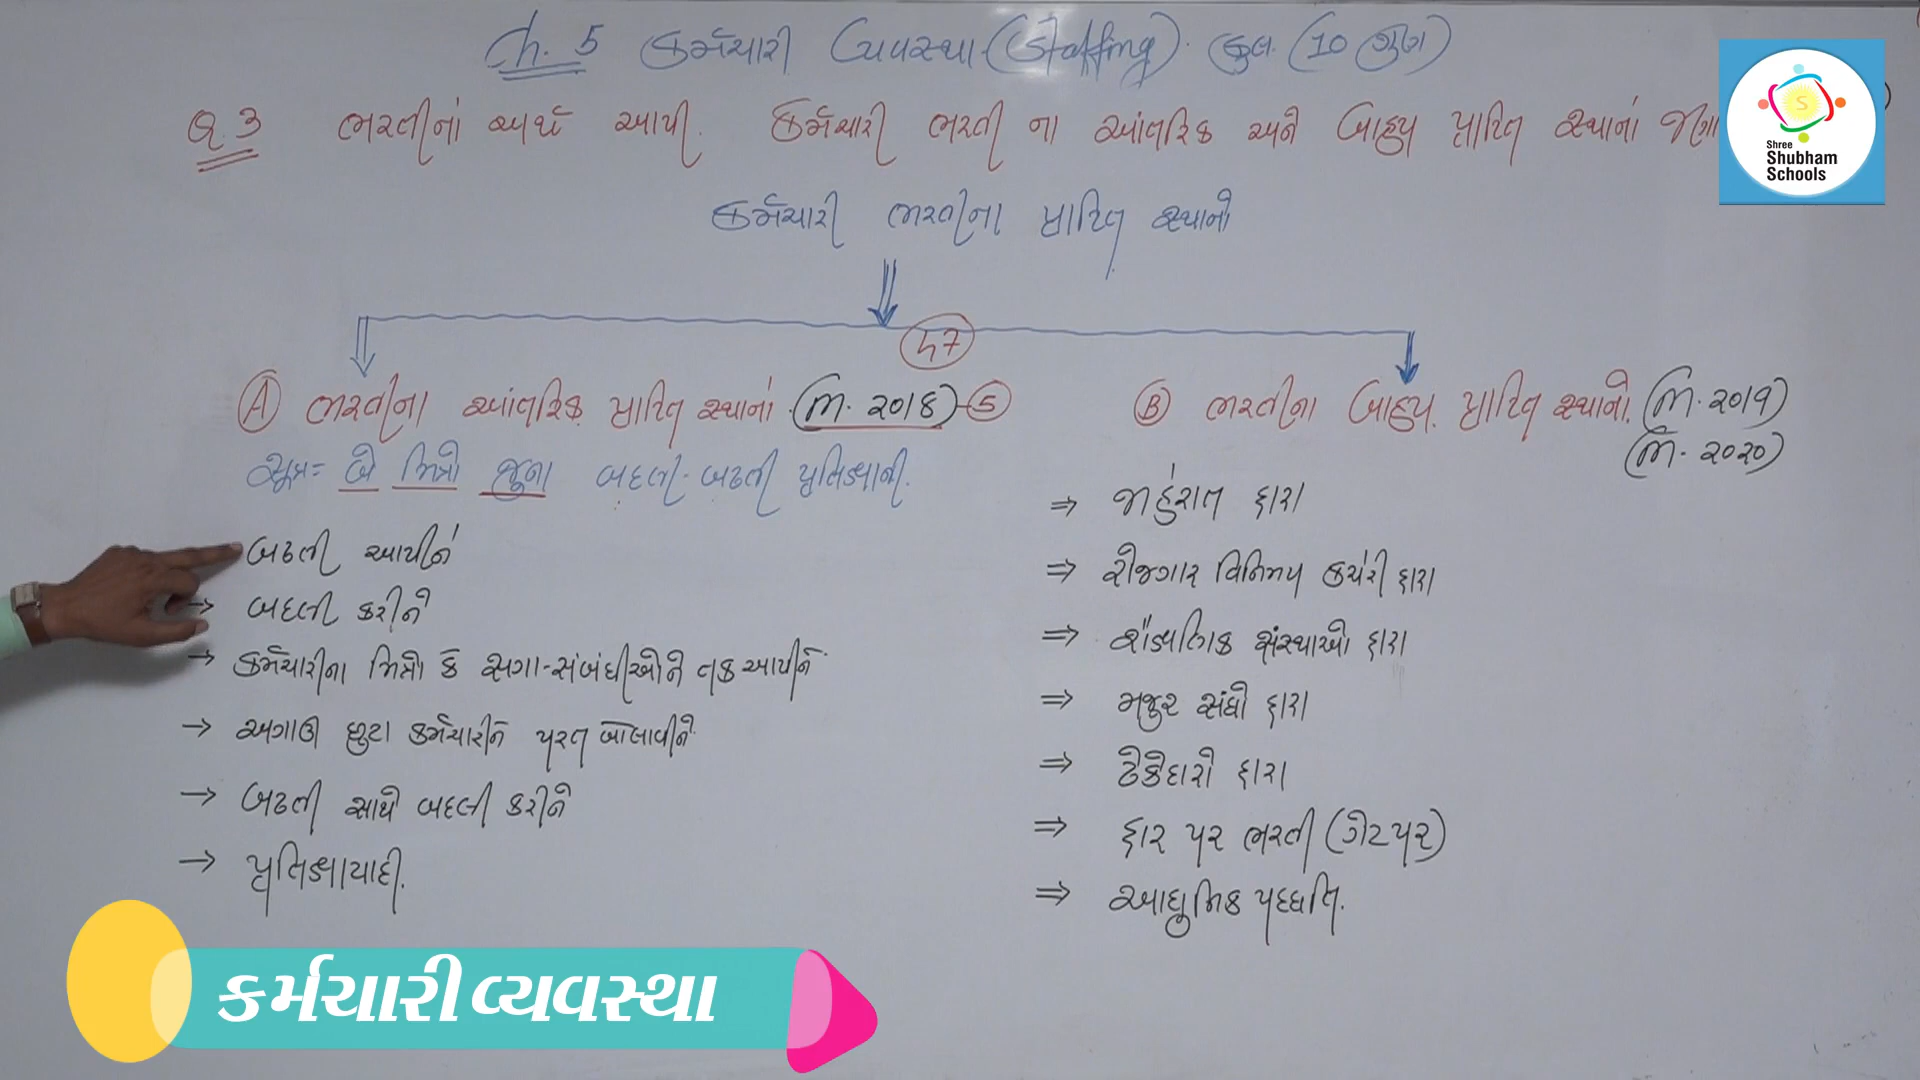 Ch. 5 કર્મચારી વ્યવસ્થા (Staffing). કુલ. (10 ગુણ)
Q.3 ભરતીનાં અર્થ આપી. કર્મચારી ભરતી ના આંતરિક અને બાહ્ય પ્રાપ્તિ સ્થાનાં
Shree
Shubham
Schools
કર્મચારી ભરતીના પ્રાપ્તિ સ્થાનો
47
(A) ભરતીના આંતરિક પ્રાપ્તિ સ્થાનાં. (M. 2018) - 5
સૂત્ર = બે મિત્રો જુના બદલી - બઢતી પ્રતિક્ષાની.
બઢતી આપીને
→ બદલી કરીને
→ કર્મચારીના મિત્રો કે સગા-સંબંધીઓને તક આપીને.
→ અગાઉ છુટા કર્મચારીને પરત બોલાવીને.
→ બઢતી સાથે બદલી કરીને
→ પ્રતિક્ષાયાદી.
(B) ભરતીના બાહ્ય પ્રાપ્તિ સ્થાનો. (M. 2019)
(M. 2020)
⇒ જાહેરાત દ્વારા
⇒ રોજગાર વિનિમય કચેરી દ્વારા
⇒ શૈક્ષણિક સંસ્થાઓ દ્વારા
⇒ મજુર સંઘો દ્વારા
⇒ ઠેકેદારો દ્વારા
⇒ દ્વાર પર ભરતી (ગેટ પર)
⇒ આધુનિક પદ્ધતિ.
કર્મચારી વ્યવસ્થા